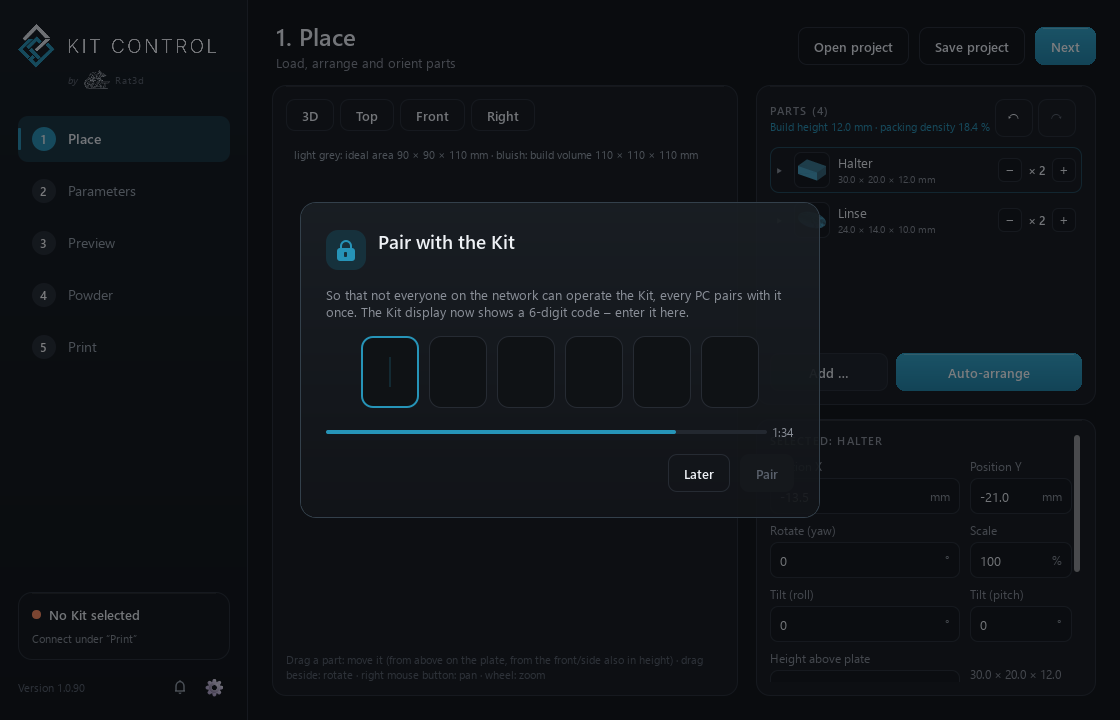 KIT CONTROL
by Rat3d
1 Place
2 Parameters
3 Preview
4 Powder
5 Print
No Kit selected
Connect under "Print"
Version 1.0.90
1. Place
Load, arrange and orient parts
Open project
Save project
Next
3D
Top
Front
Right
light grey: ideal area 90 × 90 × 110 mm · bluish: build volume 110 × 110 × 110 mm
Drag a part: move it (from above on the plate, from the front/side also in height) · drag
beside: rotate · right mouse button: pan · wheel: zoom
PARTS (4)
Build height 12.0 mm · packing density 18.4 %
Halter
30.0 × 20.0 × 12.0 mm
− × 2 +
Linse
24.0 × 14.0 × 10.0 mm
− × 2 +
Add ...
Auto-arrange
Pair with the Kit
So that not everyone on the network can operate the Kit, every PC pairs with it
once. The Kit display now shows a 6-digit code – enter it here.
1:34
Later
Pair
: HALTER
X
Position Y
-13.5 mm
-21.0 mm
Rotate (yaw)
Scale
0 °
100 %
Tilt (roll)
Tilt (pitch)
0 °
0 °
Height above plate
30.0 × 20.0 × 12.0